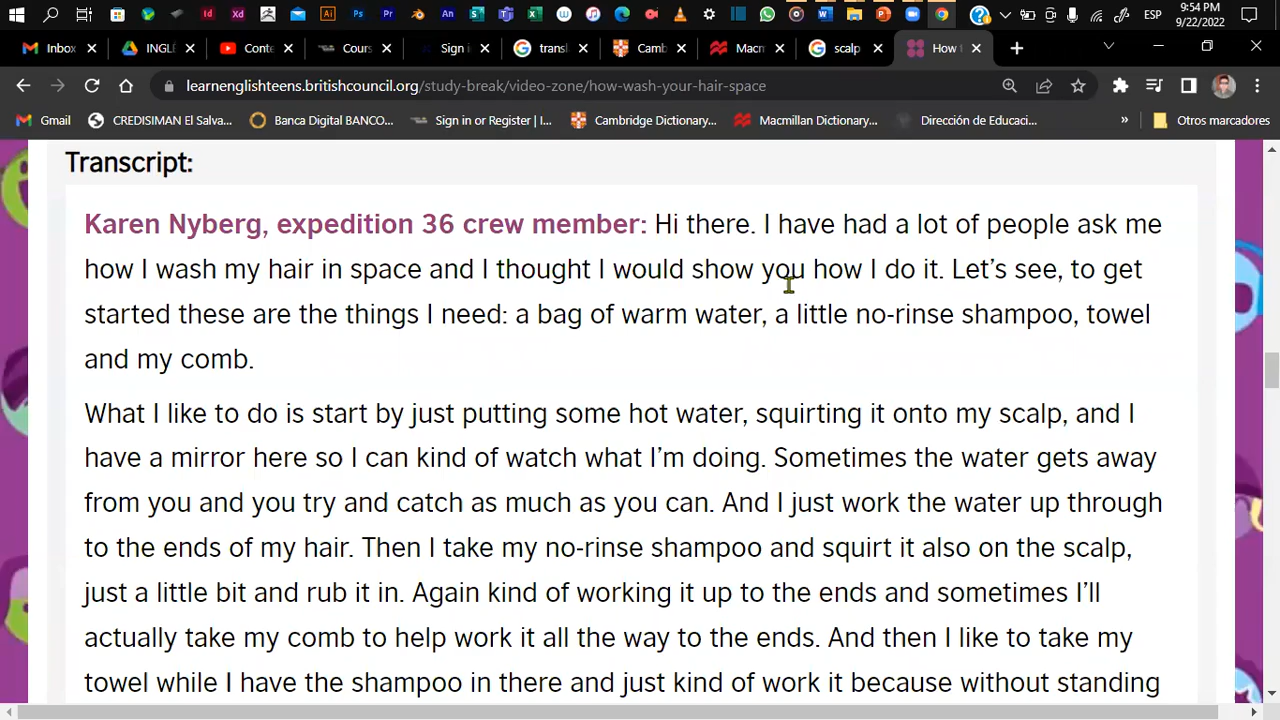 9:54 PM
ESP
9/22/2022
Inbox
INGLÉ
Conte
Cours
Sign i
transl
Camb
Macm
scalp
How t
learnenglishteens.britishcouncil.org/study-break/video-zone/how-wash-your-hair-space
Gmail
CREDISIMAN El Salva...
Banca Digital BANCO...
Sign in or Register | I...
Cambridge Dictionary...
Macmillan Dictionary...
Dirección de Educaci...
»
Otros marcadores
Transcript:
Karen Nyberg, expedition 36 crew member: Hi there. I have had a lot of people ask me
how I wash my hair in space and I thought I would show you how I do it. Let's see, to get
started these are the things I need: a bag of warm water, a little no-rinse shampoo, towel
and my comb.
What I like to do is start by just putting some hot water, squirting it onto my scalp, and I
have a mirror here so I can kind of watch what I'm doing. Sometimes the water gets away
from you and you try and catch as much as you can. And I just work the water up through
to the ends of my hair. Then I take my no-rinse shampoo and squirt it also on the scalp,
just a little bit and rub it in. Again kind of working it up to the ends and sometimes I'll
actually take my comb to help work it all the way to the ends. And then I like to take my
towel while I have the shampoo in there and just kind of work it because without standing